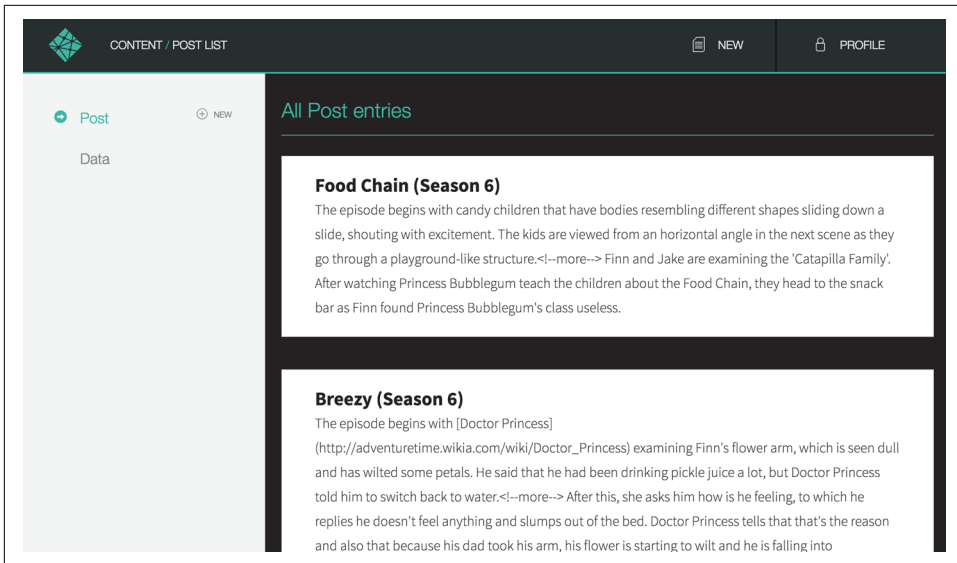 CONTENT / POST LIST
NEW
PROFILE
Post
NEW
Data
All Post entries
Food Chain (Season 6)
The episode begins with candy children that have bodies resembling different shapes sliding down a
slide, shouting with excitement. The kids are viewed from an horizontal angle in the next scene as they
go through a playground-like structure.<!--more--> Finn and Jake are examining the 'Catapilla Family'.
After watching Princess Bubblegum teach the children about the Food Chain, they head to the snack
bar as Finn found Princess Bubblegum's class useless.
Breezy (Season 6)
The episode begins with [Doctor Princess]
(http://adventuretime.wikia.com/wiki/Doctor_Princess) examining Finn's flower arm, which is seen dull
and has wilted some petals. He said that he had been drinking pickle juice a lot, but Doctor Princess
told him to switch back to water.<!--more--> After this, she asks him how is he feeling, to which he
replies he doesn't feel anything and slumps out of the bed. Doctor Princess tells that that's the reason
and also that because his dad took his arm, his flower is starting to wilt and he is falling into